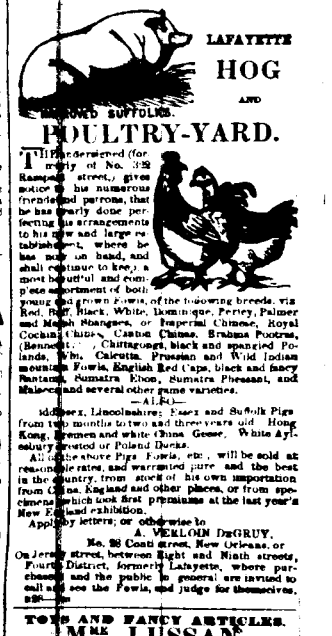 LAFAYETTE
HOG
AND
IMPROVED SUFFOLKS.
POULTRY-YARD.
THE undersigned (for-
merly of No. 392
Rampart street,) gives
notice to his numerous
friends and patrons, that
he has nearly done per-
fecting his arrangements
to his new and large es-
tablishment, where he
has now on hand, and
shall continue to keep, a
most beautiful and com-
plete assortment of both
young and grown Fowls, of the following breeds, viz
Red, Buff, Black, White, Dominique, Perley, Palmer
and Marsh Shangaes, or Imperial Chinese, Royal
Cochin Chines, Canton Chinas, Brahma Pootras,
Chittagongs, black and spangled Po-
lands, Calcutta, Prussian and Wild Indian
mountain Fowls, English Red Caps, black and fancy
Bantams, Sumatra Ebon, Sumatra Pheasant, and
Malays and several other game varieties.
—ALSO—
Middlesex, Lincolnshire, Essex and Suffolk Pigs
from two months to two and three years old Hong
Kong, Bremen and white China Geese, White Ayl-
esbury crested or Poland Ducks.
All of the above Pigs Fowls, etc, will be sold at
reasonable rates, and warranted pure and the best
in the country, from stock of his own importation
from China, England and other places, or from spe-
cimens which took first premiums at the last year's
New England exhibition.
Apply by letters; or otherwise to
A. VERLOIN DeGRUY,
No. 28 Conti street, New Orleans, or
On Jersey street, between Eight and Ninth streets,
Fourth District, formerly Lafayette, where pur-
chasers and the public in general are invited to
call and see the Fowls, and judge for themselves.
TOYS AND FANCY ARTICLES.
MME LUSSAN